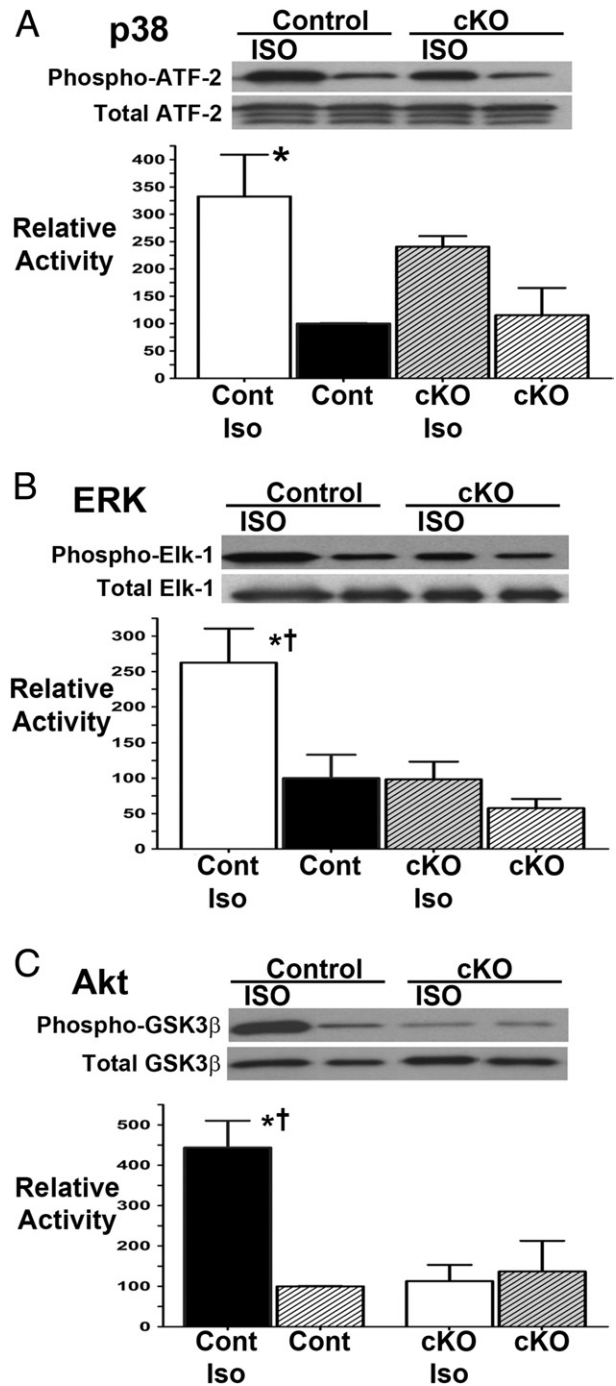 A p38
Control cKO
ISO ISO
Phospho-ATF-2
Total ATF-2
Relative Activity
400
350
300
250
200
150
100
50
0
*
Cont Iso
Cont
cKO Iso
cKO
B ERK
Control cKO
ISO ISO
Phospho-Elk-1
Total Elk-1
Relative Activity
300
250
200
150
100
50
0
*†
Cont Iso
Cont
cKO Iso
cKO
C Akt
Control cKO
ISO ISO
Phospho-GSK3β
Total GSK3β
Relative Activity
500
400
300
200
100
0
*†
Cont Iso
Cont
cKO Iso
cKO